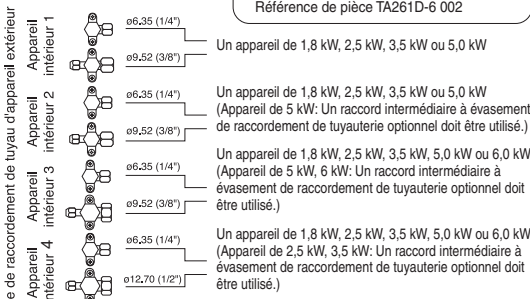 Référence de pièce TA261D-6 002
e de raccordement de tuyau d'appareil extérieur
Appareil
intérieur 1
ø6.35 (1/4")
ø9.52 (3/8")
Un appareil de 1,8 kW, 2,5 kW, 3,5 kW ou 5,0 kW
Appareil
intérieur 2
ø6.35 (1/4")
ø9.52 (3/8")
Un appareil de 1,8 kW, 2,5 kW, 3,5 kW ou 5,0 kW
(Appareil de 5 kW: Un raccord intermédiaire à évasement
de raccordement de tuyauterie optionnel doit être utilisé.)
Appareil
intérieur 3
ø6.35 (1/4")
ø9.52 (3/8")
Un appareil de 1,8 kW, 2,5 kW, 3,5 kW, 5,0 kW ou 6,0 kW
(Appareil de 5 kW, 6 kW: Un raccord intermédiaire à
évasement de raccordement de tuyauterie optionnel doit
être utilisé.)
Appareil
intérieur 4
ø6.35 (1/4")
ø12.70 (1/2")
Un appareil de 1,8 kW, 2,5 kW, 3,5 kW, 5,0 kW ou 6,0 kW
(Appareil de 2,5 kW, 3,5 kW: Un raccord intermédiaire à
évasement de raccordement de tuyauterie optionnel doit
être utilisé.)